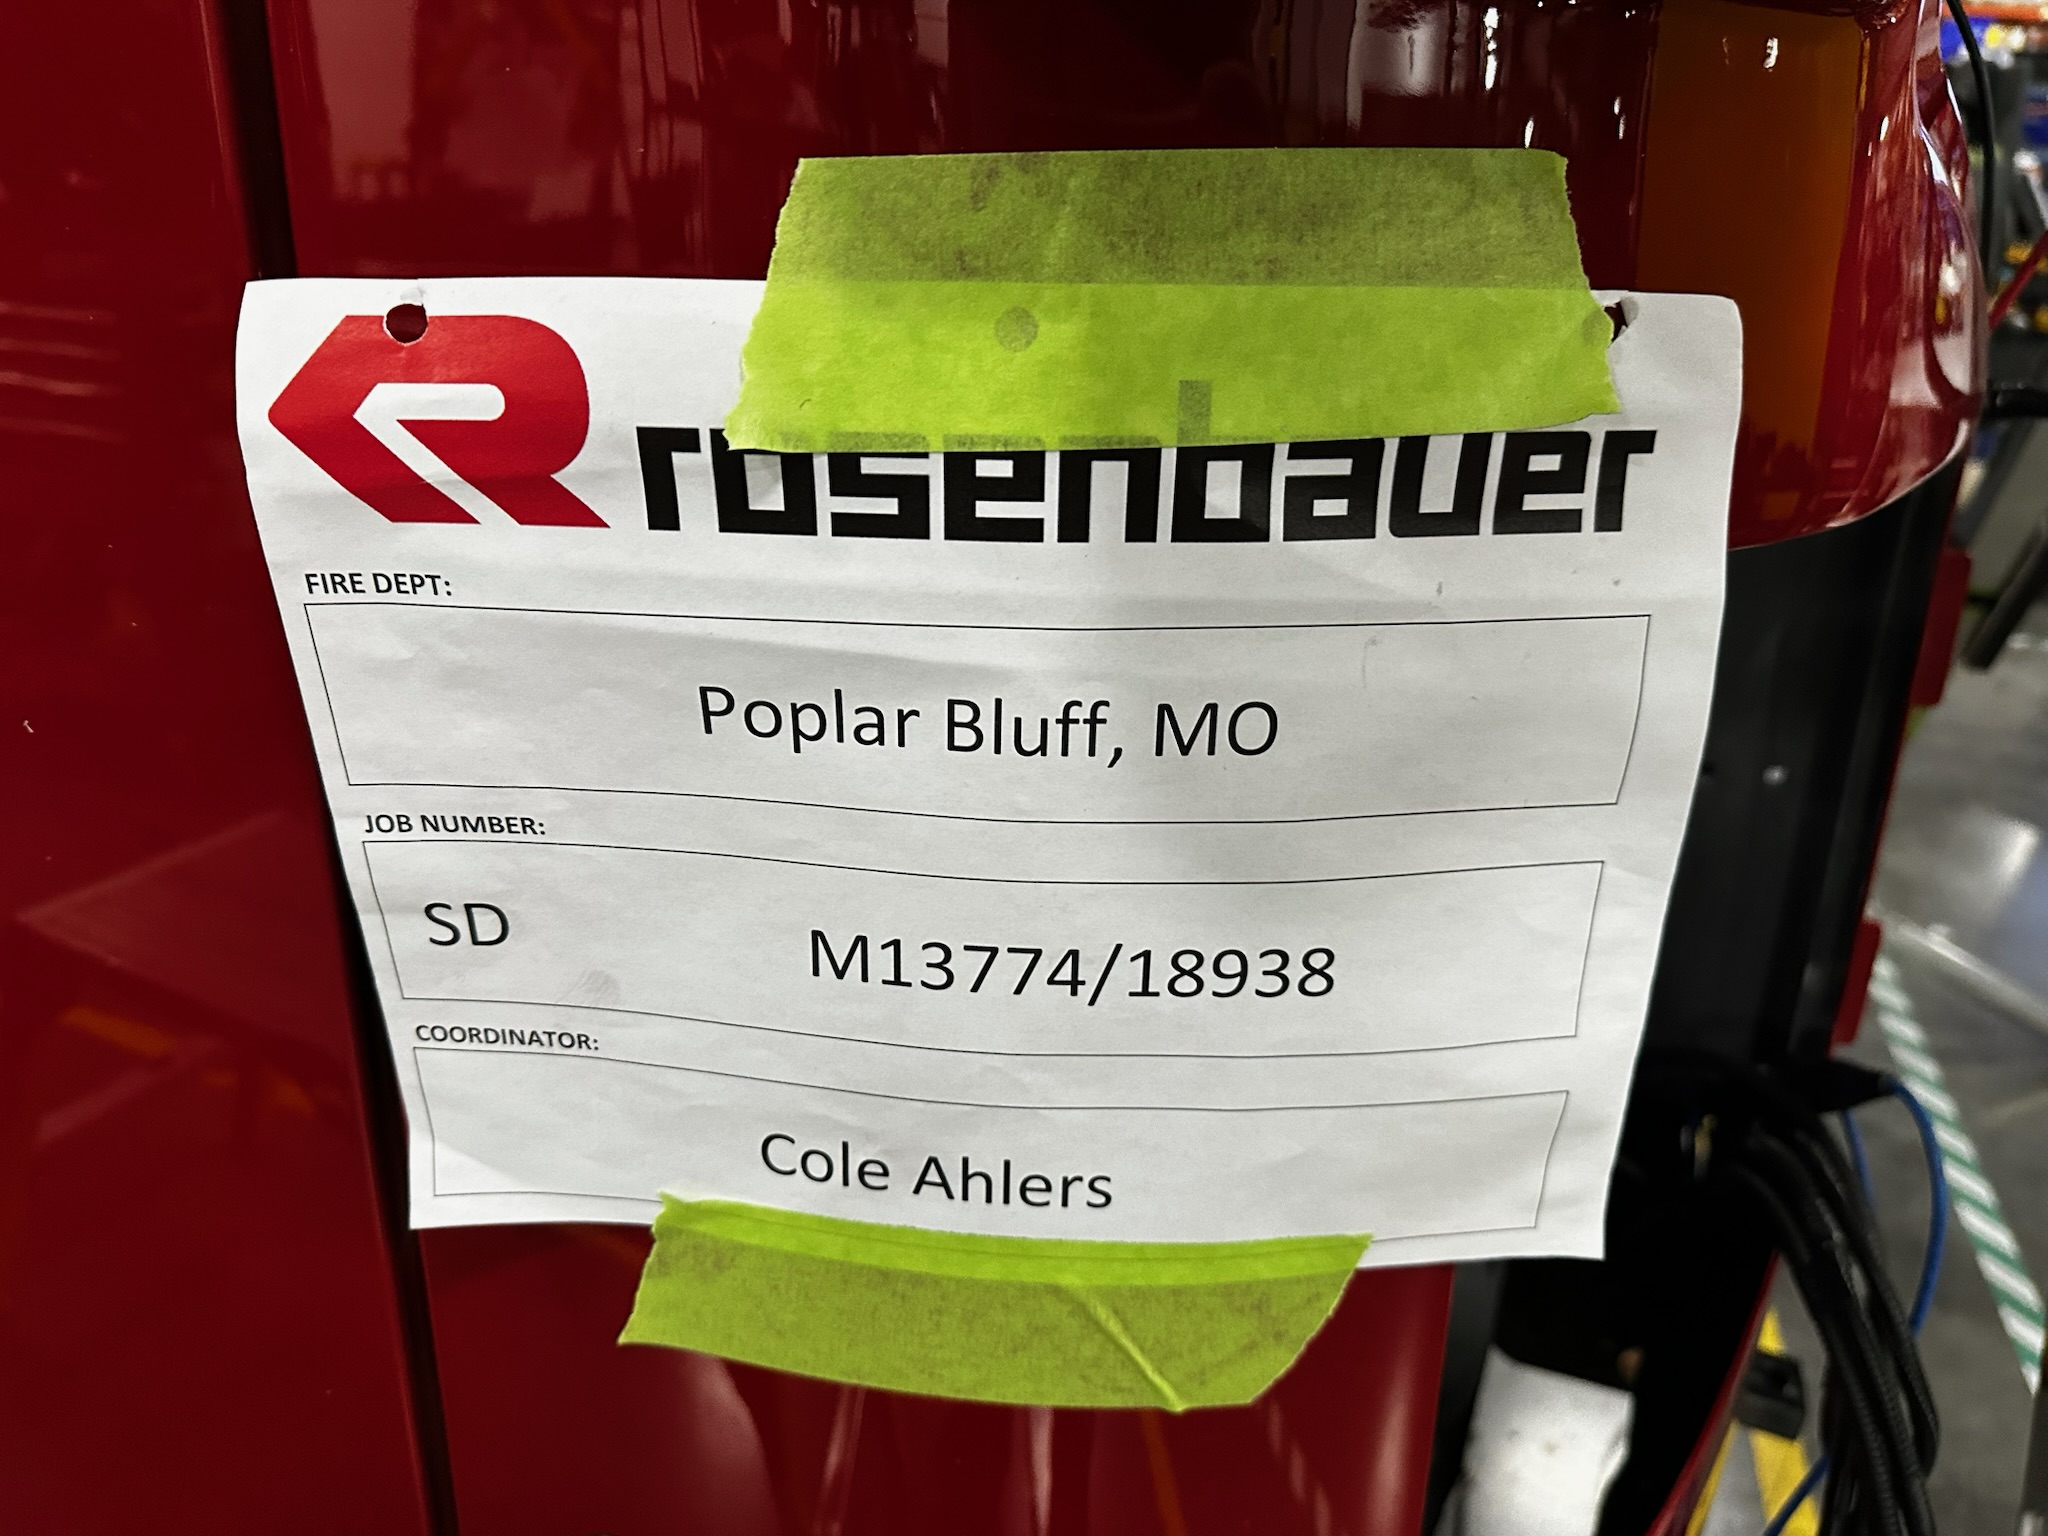 rosenbauer
FIRE DEPT:
Poplar Bluff, MO
JOB NUMBER:
SD M13774/18938
COORDINATOR:
Cole Ahlers